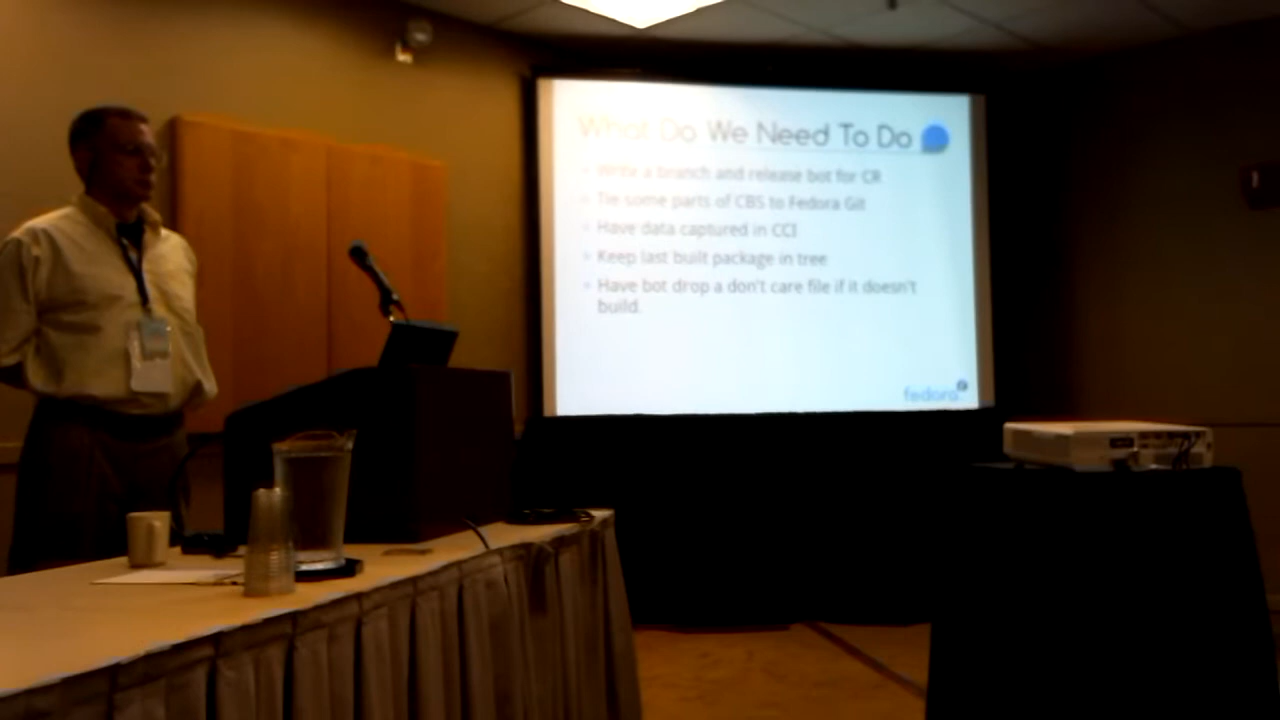 What Do We Need To Do
Write a branch and release bot for CR
Tie some parts of CBS to Fedora Git
Have data captured in CCI
Keep last built package in tree
Have bot drop a don't care file if it doesn't
build.
fedora